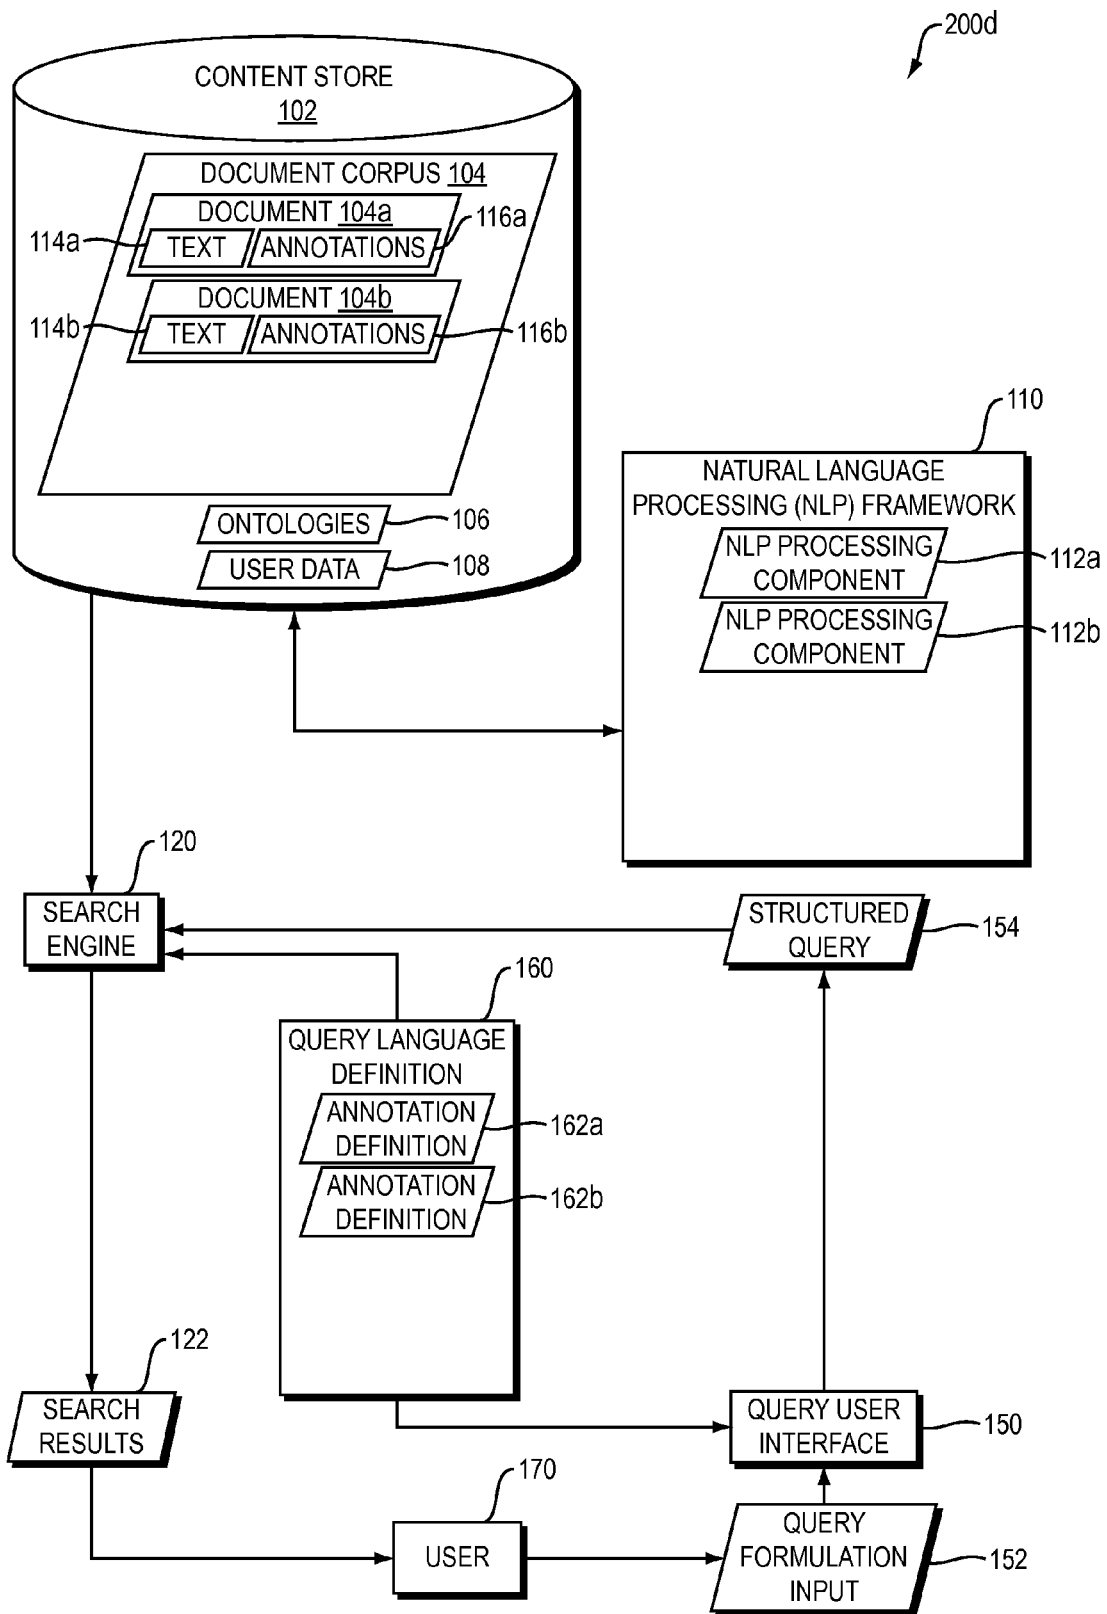 200d
CONTENT STORE
102
DOCUMENT CORPUS 104
DOCUMENT 104a
114a
TEXT
ANNOTATIONS
116a
DOCUMENT 104b
114b
TEXT
ANNOTATIONS
116b
ONTOLOGIES
106
USER DATA
108
110
NATURAL LANGUAGE
PROCESSING (NLP) FRAMEWORK
NLP PROCESSING
COMPONENT
112a
NLP PROCESSING
COMPONENT
112b
120
SEARCH
ENGINE
STRUCTURED
QUERY
154
160
QUERY LANGUAGE
DEFINITION
ANNOTATION
DEFINITION
162a
ANNOTATION
DEFINITION
162b
122
SEARCH
RESULTS
QUERY USER
INTERFACE
150
170
USER
QUERY
FORMULATION
INPUT
152